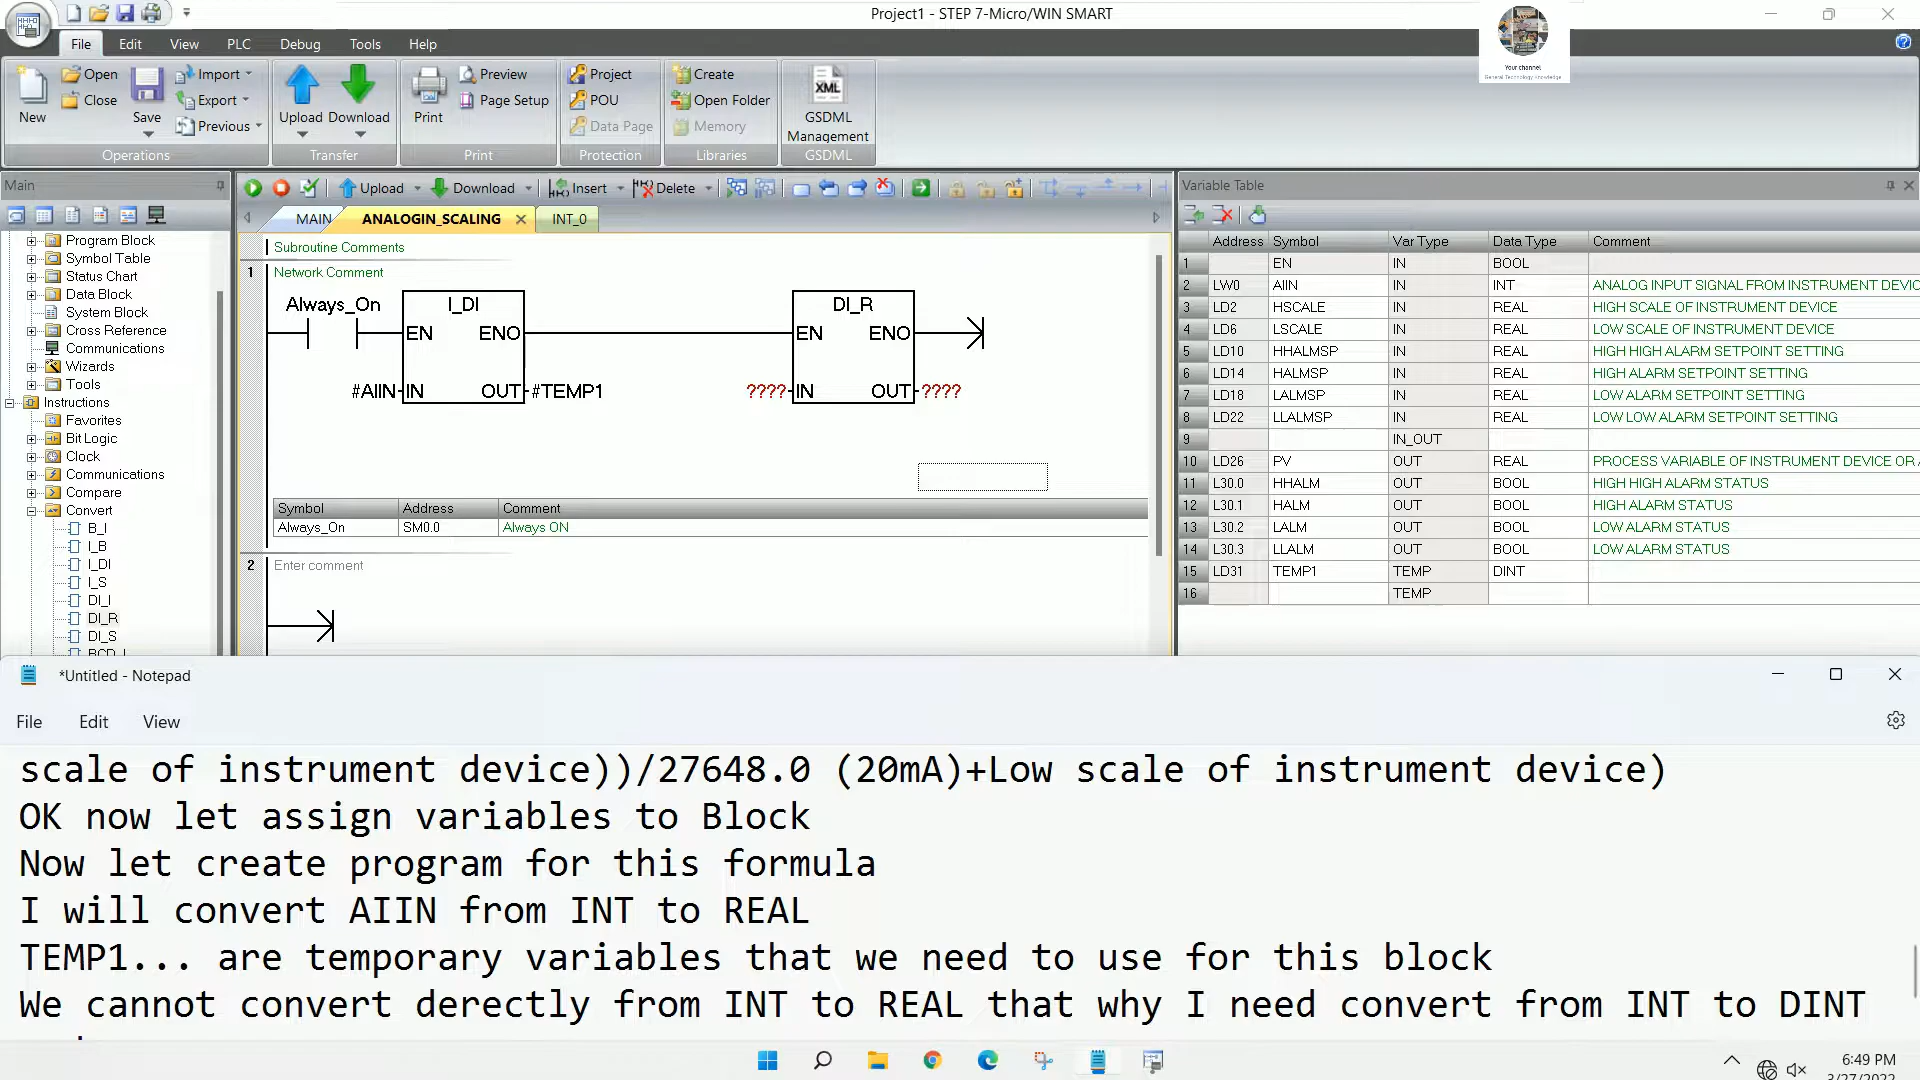 Project1 - STEP 7-Micro/WIN SMART
Your channel
General Technology Knowledge
File Edit View PLC Debug Tools Help
New
Open
Close
Save
Import
Export
Previous
Operations
Upload
Download
Transfer
Print
Preview
Page Setup
Print
Project
POU
Data Page
Protection
Create
Open Folder
Memory
Libraries
XML
GSDML
Management
GSDML
Main
Upload Download Insert Delete
MAIN ANALOGIN_SCALING INT_0
Program Block
Symbol Table
Status Chart
Data Block
System Block
Cross Reference
Communications
Wizards
Tools
Instructions
Favorites
Bit Logic
Clock
Communications
Compare
Convert
B_I
I_B
I_DI
I_S
DI_I
DI_R
DI_S
BCD_I
Subroutine Comments
1 Network Comment
Always_On I_DI DI_R
EN ENO EN ENO
#AIIN IN OUT #TEMP1 ???? IN OUT ????
Symbol Address Comment
Always_On SM0.0 Always ON
2 Enter comment
Variable Table
Address Symbol Var Type Data Type Comment
1 EN IN BOOL
2 LW0 AIIN IN INT ANALOG INPUT SIGNAL FROM INSTRUMENT DEVIC
3 LD2 HSCALE IN REAL HIGH SCALE OF INSTRUMENT DEVICE
4 LD6 LSCALE IN REAL LOW SCALE OF INSTRUMENT DEVICE
5 LD10 HHALMSP IN REAL HIGH HIGH ALARM SETPOINT SETTING
6 LD14 HALMSP IN REAL HIGH ALARM SETPOINT SETTING
7 LD18 LALMSP IN REAL LOW ALARM SETPOINT SETTING
8 LD22 LLALMSP IN REAL LOW LOW ALARM SETPOINT SETTING
9 IN_OUT
10 LD26 PV OUT REAL PROCESS VARIABLE OF INSTRUMENT DEVICE OR
11 L30.0 HHALM OUT BOOL HIGH HIGH ALARM STATUS
12 L30.1 HALM OUT BOOL HIGH ALARM STATUS
13 L30.2 LALM OUT BOOL LOW ALARM STATUS
14 L30.3 LLALM OUT BOOL LOW ALARM STATUS
15 LD31 TEMP1 TEMP DINT
16 TEMP
*Untitled - Notepad
File Edit View
scale of instrument device))/27648.0 (20mA)+Low scale of instrument device)
OK now let assign variables to Block
Now let create program for this formula
I will convert AIIN from INT to REAL
TEMP1... are temporary variables that we need to use for this block
We cannot convert derectly from INT to REAL that why I need convert from INT to DINT
6:49 PM
3/27/2022